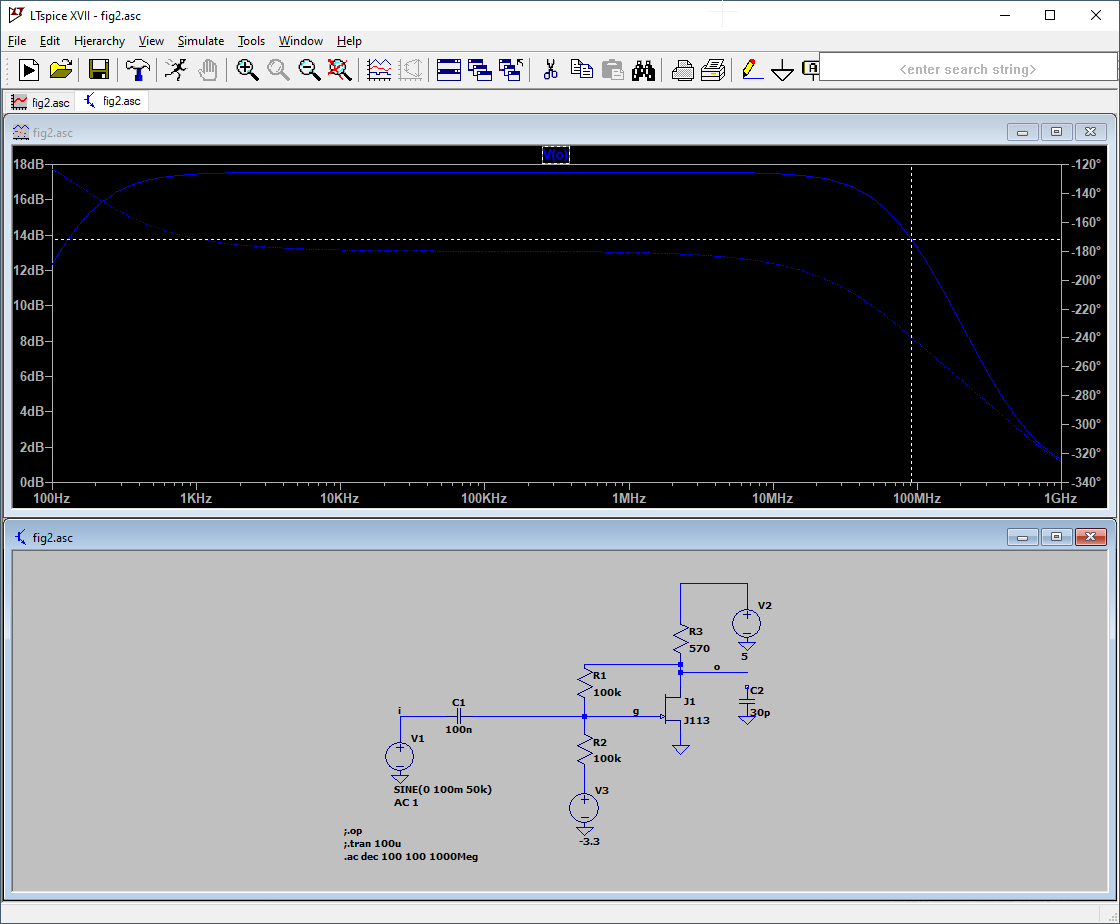 LTspice XVII - fig2.asc
File Edit Hierarchy View Simulate Tools Window Help
<enter search string>
fig2.asc fig2.asc
fig2.asc
V(o)
18dB -120°
16dB -140°
-160°
14dB -180°
12dB -200°
10dB -220°
8dB -240°
6dB -260°
-280°
4dB -300°
2dB -320°
0dB -340°
100Hz 1KHz 10KHz 100KHz 1MHz 10MHz 100MHz 1GHz
fig2.asc
V2
R3
570
5
o
R1
100k
C2
30p
J1
J113
g
C1
100n
i
V1
R2
100k
SINE(0 100m 50k)
AC 1
V3
-3.3
;.op
;.tran 100u
.ac dec 100 100 1000Meg